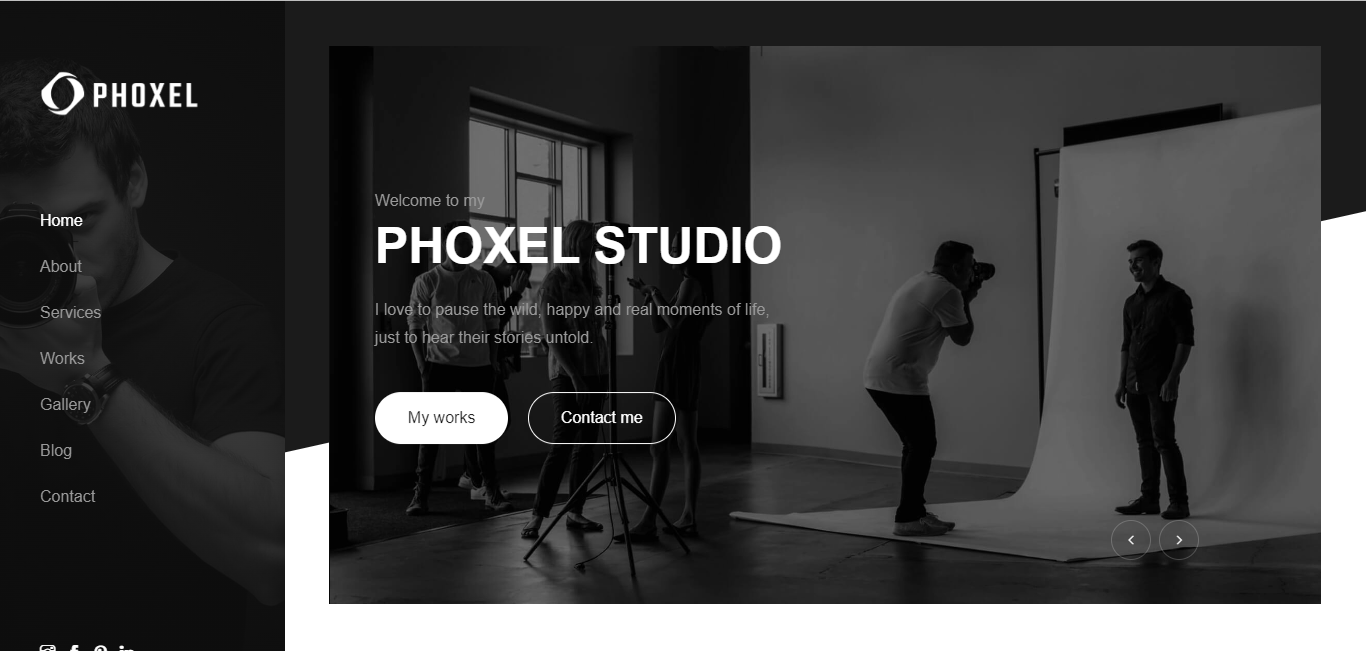 PHOXEL
Home
About
Services
Works
Gallery
Blog
Contact
Welcome to my
PHOXEL STUDIO
I love to pause the wild, happy and real moments of life,
just to hear their stories untold.
My works
Contact me